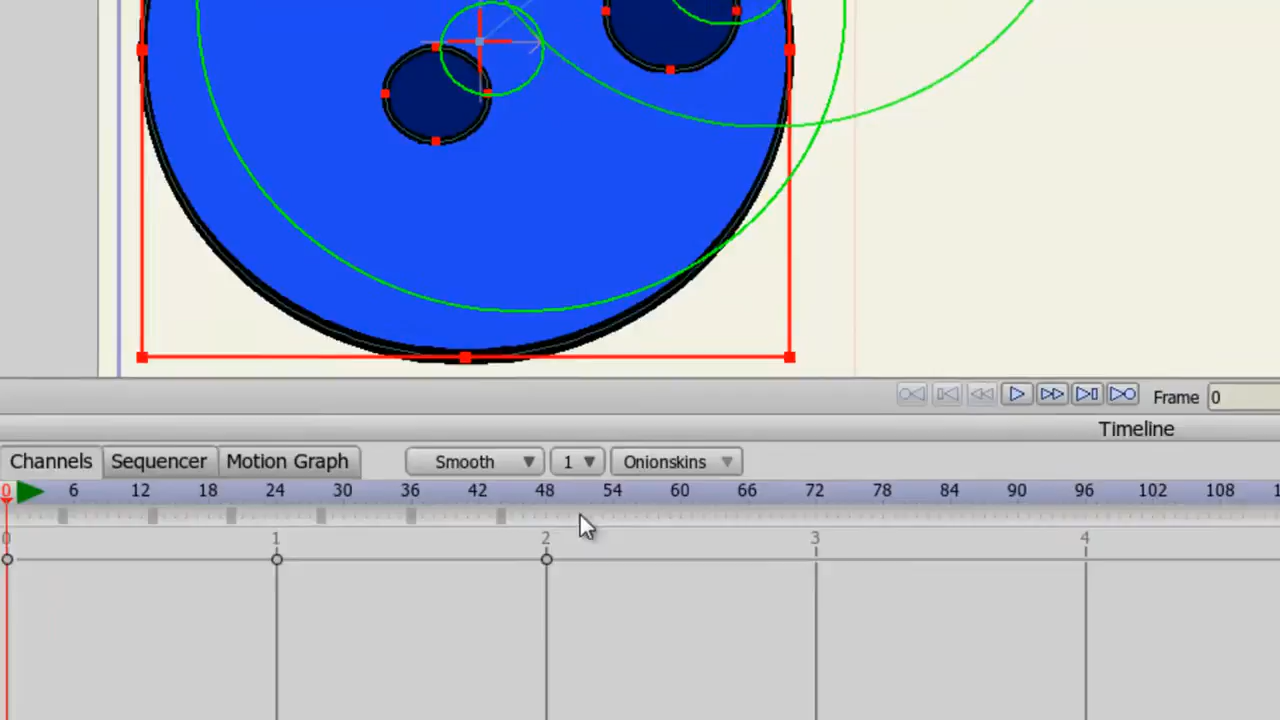 Frame 0
Timeline
Channels Sequencer Motion Graph Smooth 1 Onionskins
0 6 12 18 24 30 36 42 48 54 60 66 72 78 84 90 96 102 108 1
0 1 2 3 4